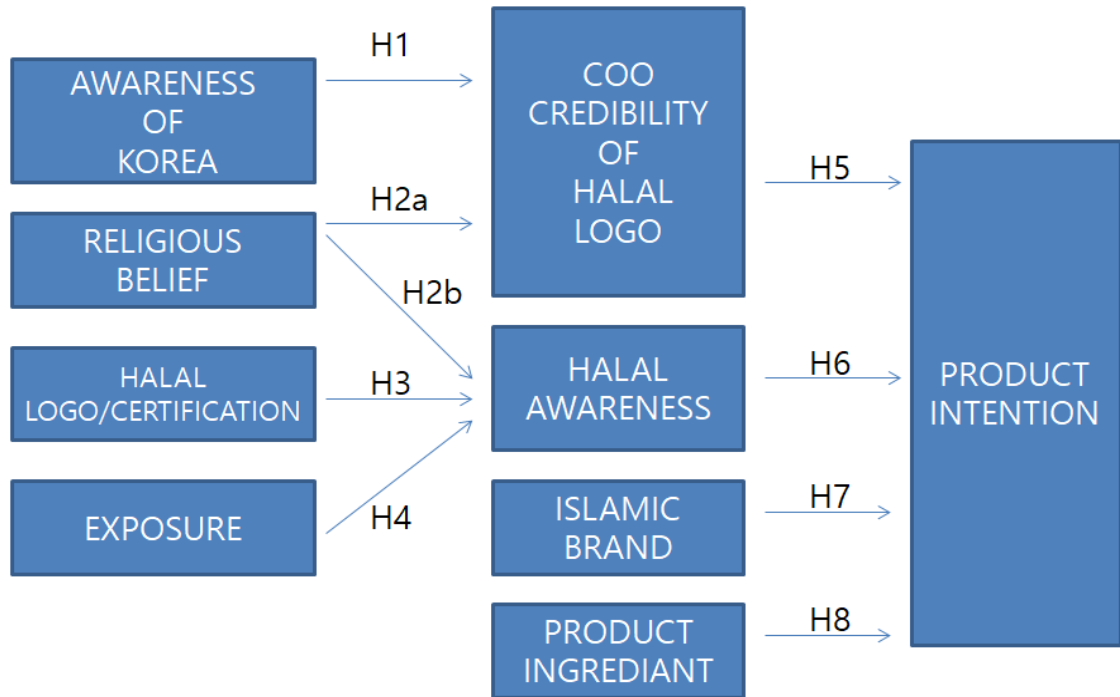 AWARENESS
OF
KOREA
RELIGIOUS
BELIEF
HALAL
LOGO/CERTIFICATION
EXPOSURE
H1
H2a
H2b
H3
H4
COO
CREDIBILITY
OF
HALAL
LOGO
HALAL
AWARENESS
ISLAMIC
BRAND
PRODUCT
INGREDIANT
H5
H6
H7
H8
PRODUCT
INTENTION